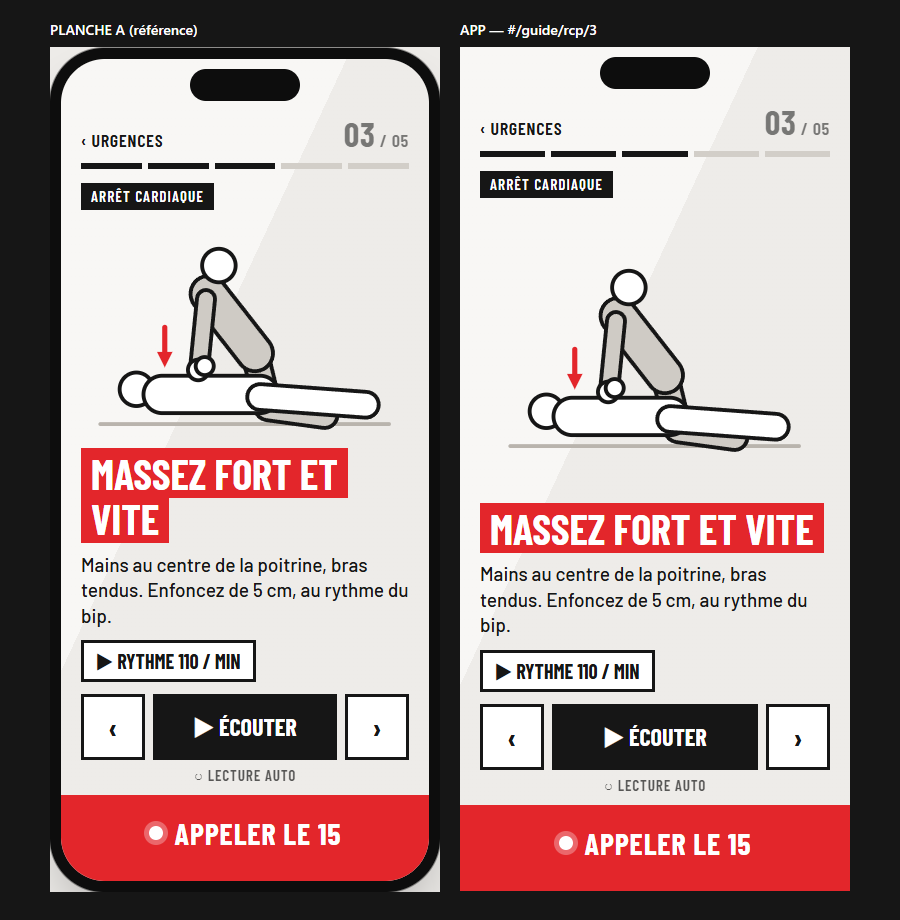 PLANCHE A (référence)
‹ URGENCES
03 / 05
ARRÊT CARDIAQUE
MASSEZ FORT ET
VITE
Mains au centre de la poitrine, bras
tendus. Enfoncez de 5 cm, au rythme du
bip.
▶ RYTHME 110 / MIN
‹
▶ ÉCOUTER
›
○ LECTURE AUTO
APPELER LE 15
APP — #/guide/rcp/3
‹ URGENCES
03 / 05
ARRÊT CARDIAQUE
MASSEZ FORT ET VITE
Mains au centre de la poitrine, bras
tendus. Enfoncez de 5 cm, au rythme du
bip.
▶ RYTHME 110 / MIN
‹
▶ ÉCOUTER
›
○ LECTURE AUTO
APPELER LE 15